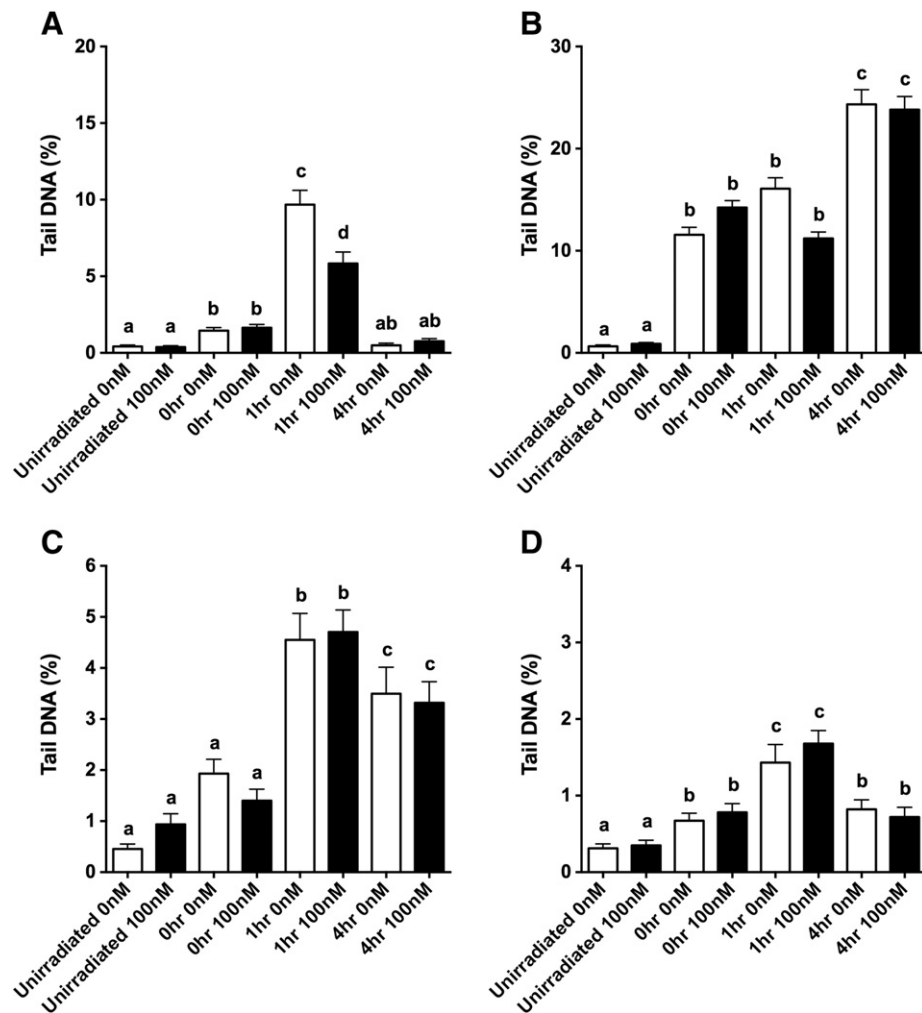 A
Tail DNA (%)
20
15
10
5
0
a
a
b
b
c
d
ab
ab
Unirradiated 0nM
Unirradiated 100nM
0hr 0nM
0hr 100nM
1hr 0nM
1hr 100nM
4hr 0nM
4hr 100nM
B
Tail DNA (%)
30
20
10
0
a
a
b
b
b
b
c
c
Unirradiated 0nM
Unirradiated 100nM
0hr 0nM
0hr 100nM
1hr 0nM
1hr 100nM
4hr 0nM
4hr 100nM
C
Tail DNA (%)
6
5
4
3
2
1
0
a
a
a
a
b
b
c
c
Unirradiated 0nM
Unirradiated 100nM
0hr 0nM
0hr 100nM
1hr 0nM
1hr 100nM
4hr 0nM
4hr 100nM
D
Tail DNA (%)
4
3
2
1
0
a
a
b
b
c
c
b
b
Unirradiated 0nM
Unirradiated 100nM
0hr 0nM
0hr 100nM
1hr 0nM
1hr 100nM
4hr 0nM
4hr 100nM